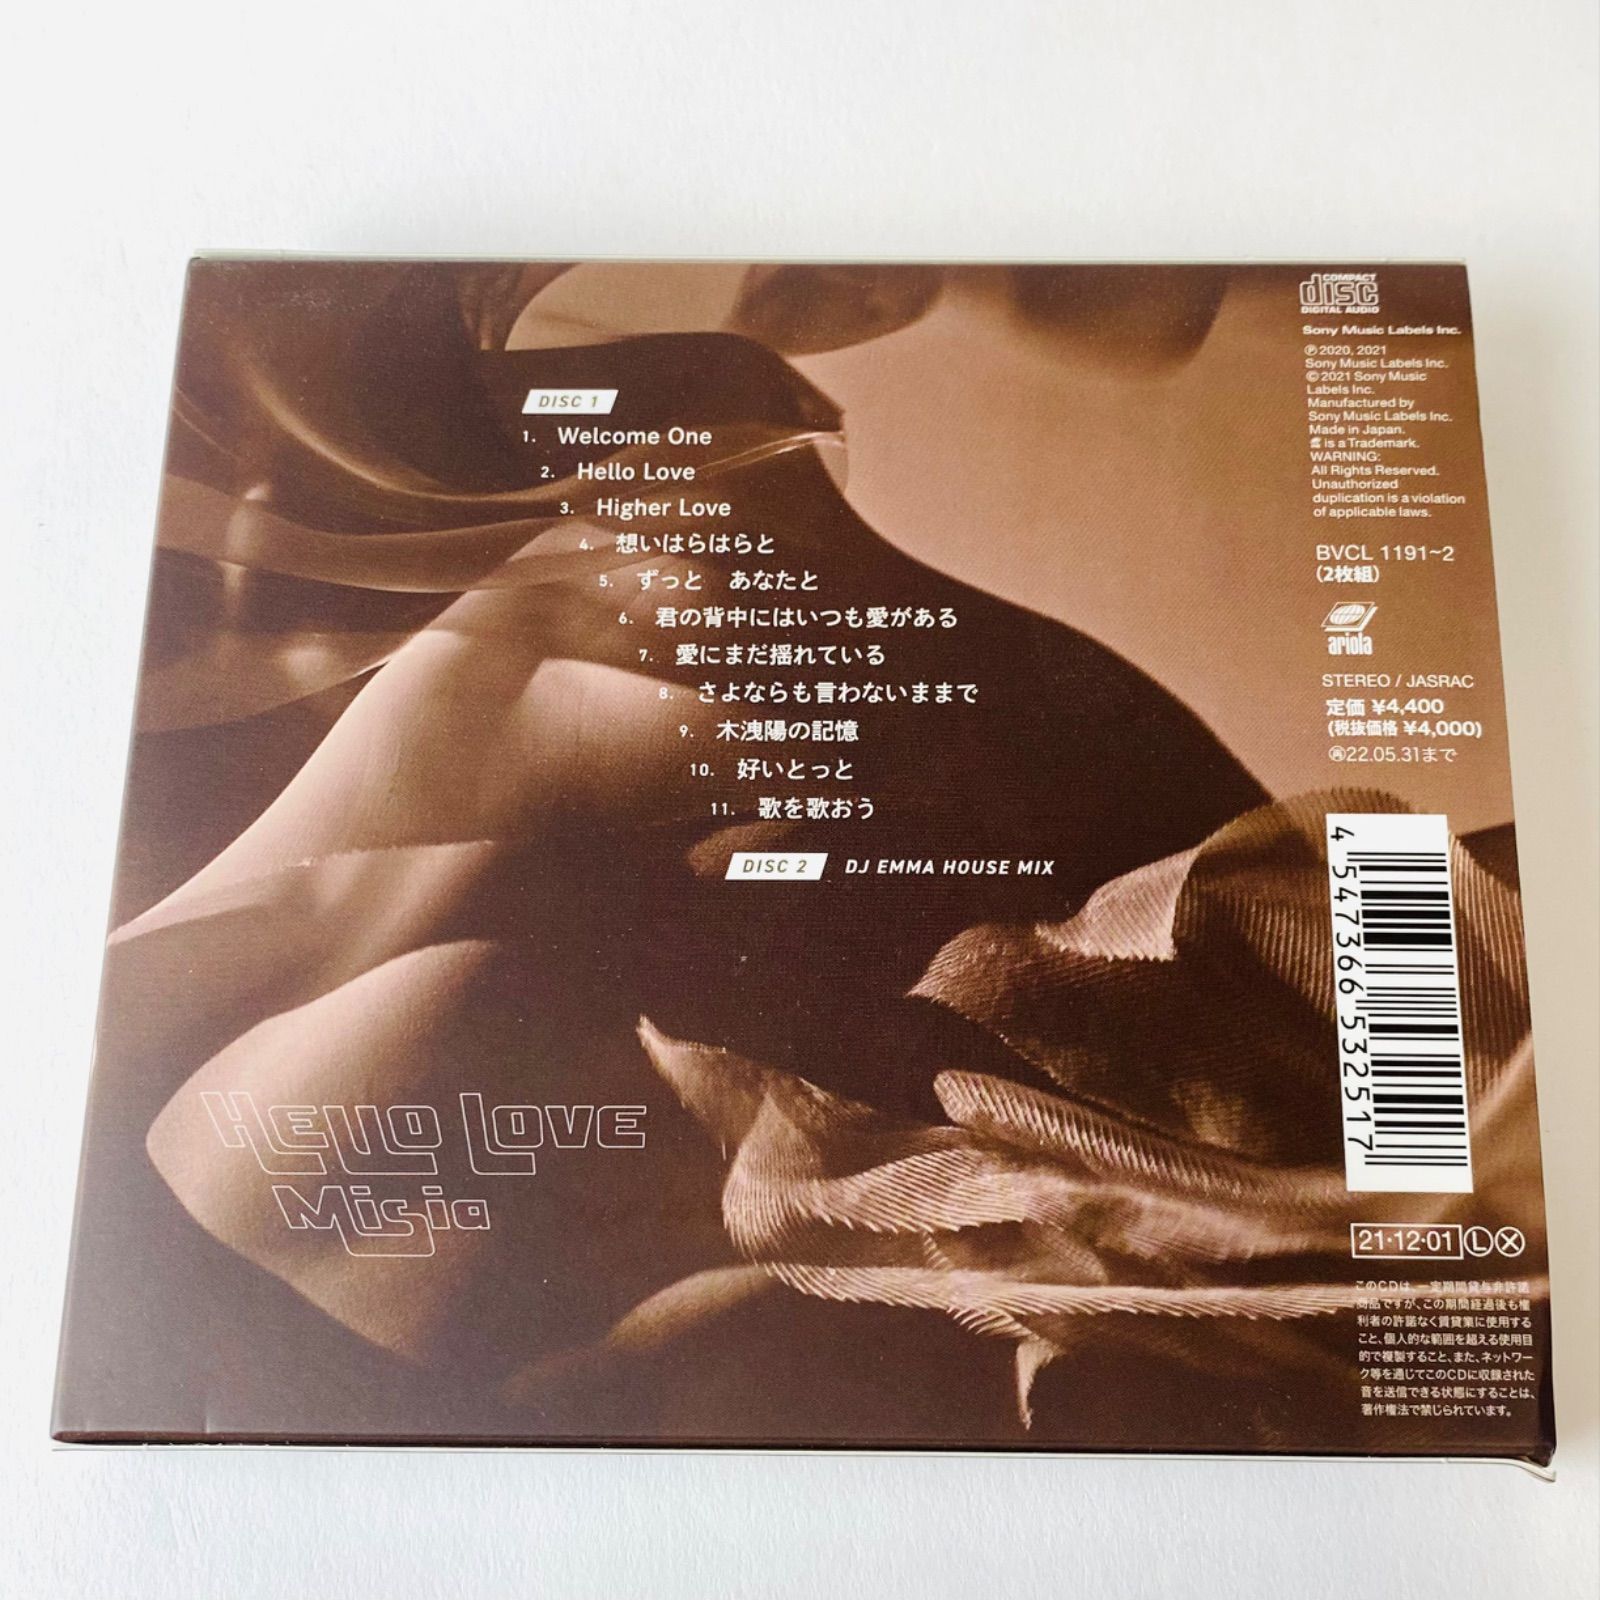 DISC 1
1. Welcome One
2. Hello Love
3. Higher Love
4. 想いはらはらと
5. ずっと　あなたと
6. 君の背中にはいつも愛がある
7. 愛にまだ揺れている
8. さよならも言わないままで
9. 木洩陽の記憶
10. 好いとっと
11. 歌を歌おう
DISC 2 DJ EMMA HOUSE MIX
Hello Love
Misia
COMPACT
disc
DIGITAL AUDIO
Sony Music Labels Inc.
Ⓟ2020, 2021
Sony Music Labels Inc.
©2021 Sony Music
Labels Inc.
Manufactured by
Sony Music Labels Inc.
Made in Japan.
is a Trademark.
WARNING:
All Rights Reserved.
Unauthorized
duplication is a violation
of applicable laws.
BVCL 1191~2
(2枚組)
ariola
STEREO / JASRAC
定価 ¥4,400
(税抜価格 ¥4,000)
㋐22.05.31まで
4 547366 532517
21・12・01 Ⓛ Ⓧ
このCDは、一定期間貸与非許諾
商品ですが、この期間経過後も権
利者の許諾なく賃貸業に使用する
こと、個人的な範囲を超える使用目
的で複製すること、また、ネットワー
ク等を通じてこのCDに収録された
音を送信できる状態にすることは、
著作権法で禁じられています。